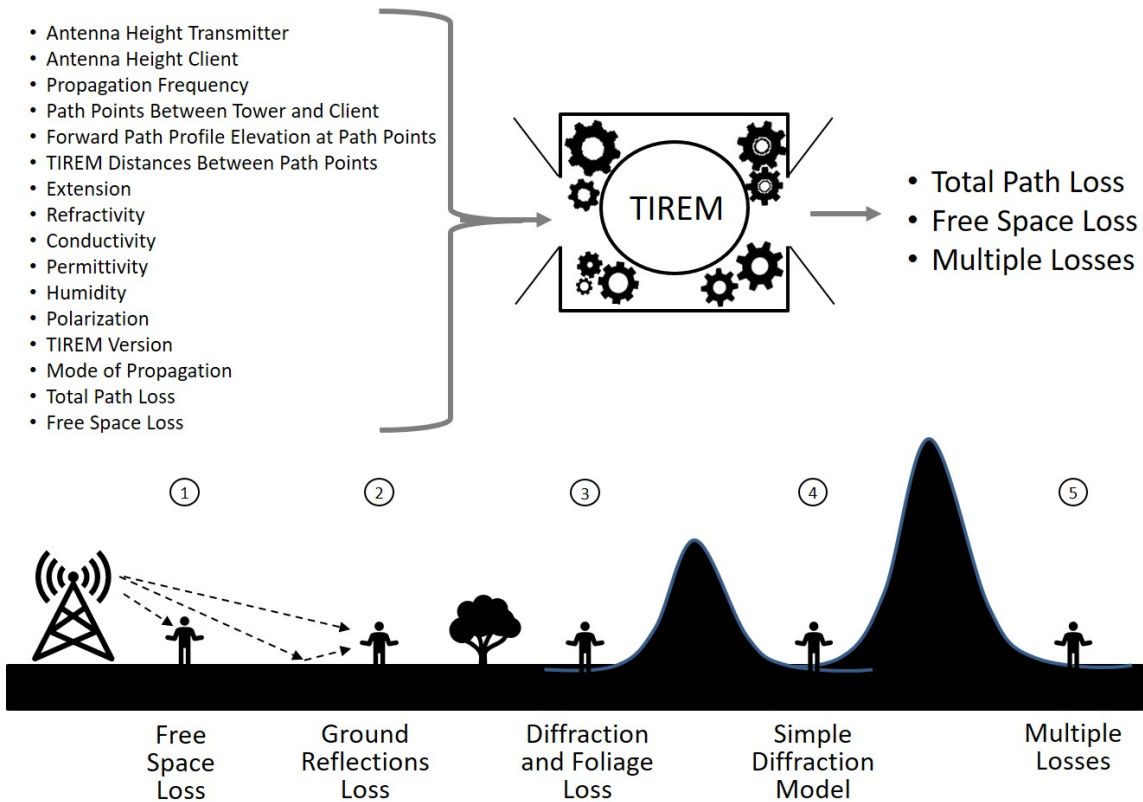 • Antenna Height Transmitter
• Antenna Height Client
• Propagation Frequency
• Path Points Between Tower and Client
• Forward Path Profile Elevation at Path Points
• TIREM Distances Between Path Points
• Extension
• Refractivity
• Conductivity
• Permittivity
• Humidity
• Polarization
• TIREM Version
• Mode of Propagation
• Total Path Loss
• Free Space Loss
TIREM
• Total Path Loss
• Free Space Loss
• Multiple Losses
1
2
3
4
5
Free
Space
Loss
Ground
Reflections
Loss
Diffraction
and Foliage
Loss
Simple
Diffraction
Model
Multiple
Losses